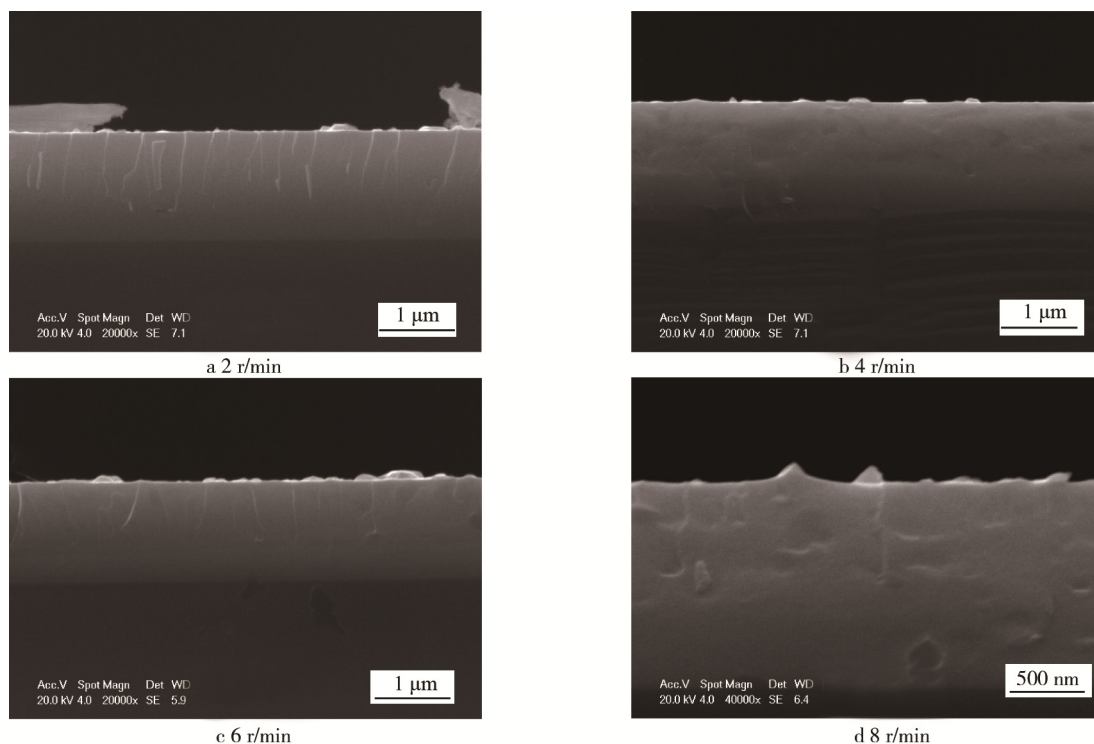 Acc.V Spot Magn Det WD
20.0 kV 4.0 20000x SE 7.1
1 μm
a 2 r/min
Acc.V Spot Magn Det WD
20.0 kV 4.0 20000x SE 7.1
1 μm
b 4 r/min
Acc.V Spot Magn Det WD
20.0 kV 4.0 20000x SE 5.9
1 μm
c 6 r/min
Acc.V Spot Magn Det WD
20.0 kV 4.0 40000x SE 6.4
500 nm
d 8 r/min